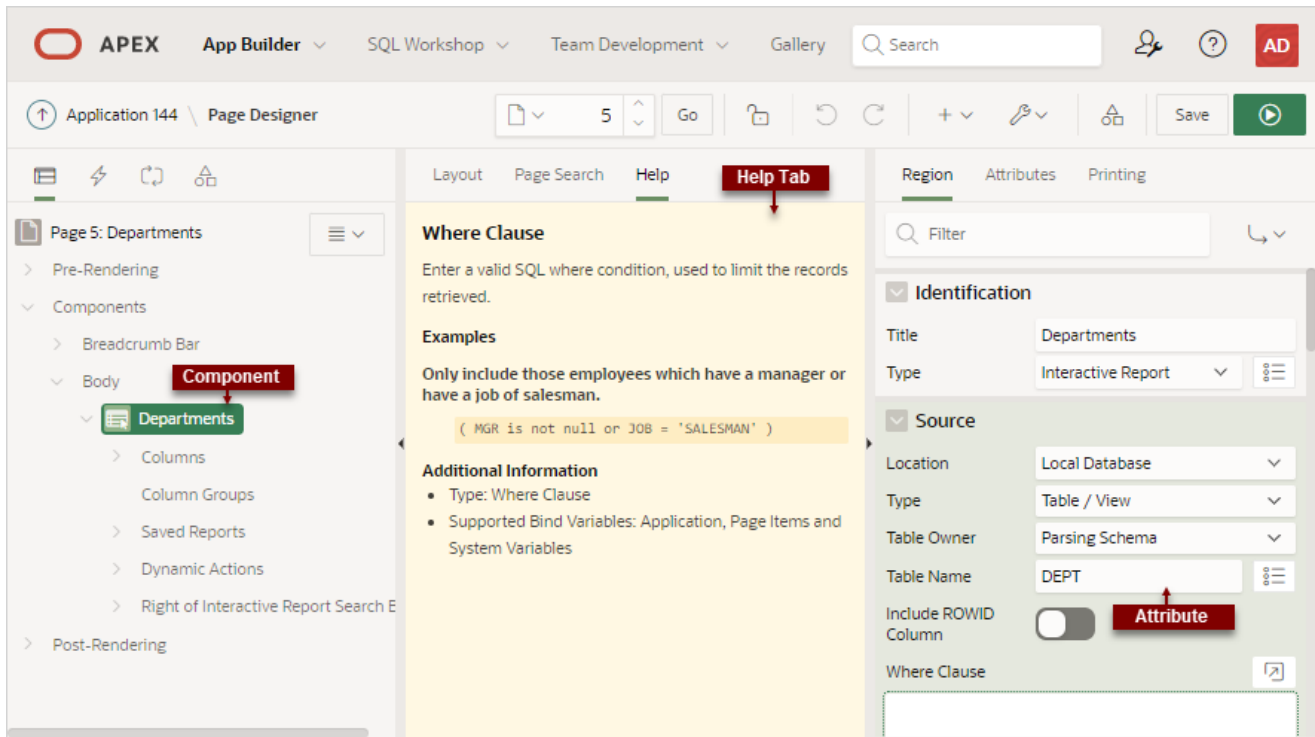 APEX App Builder SQL Workshop Team Development Gallery Search AD
Application 144 \ Page Designer 5 Go Save
Layout Page Search Help Help Tab
Region Attributes Printing
Page 5: Departments
Pre-Rendering
Components
Breadcrumb Bar
Body
Component
Departments
Columns
Column Groups
Saved Reports
Dynamic Actions
Right of Interactive Report Search
Post-Rendering
Where Clause
Enter a valid SQL where condition, used to limit the records
retrieved.
Examples
Only include those employees which have a manager or
have a job of salesman.
( MGR is not null or JOB = 'SALESMAN' )
Additional Information
• Type: Where Clause
• Supported Bind Variables: Application, Page Items and
System Variables
Filter
Identification
Title Departments
Type Interactive Report
Source
Location Local Database
Type Table / View
Table Owner Parsing Schema
Table Name DEPT
Include ROWID
Column
Attribute
Where Clause